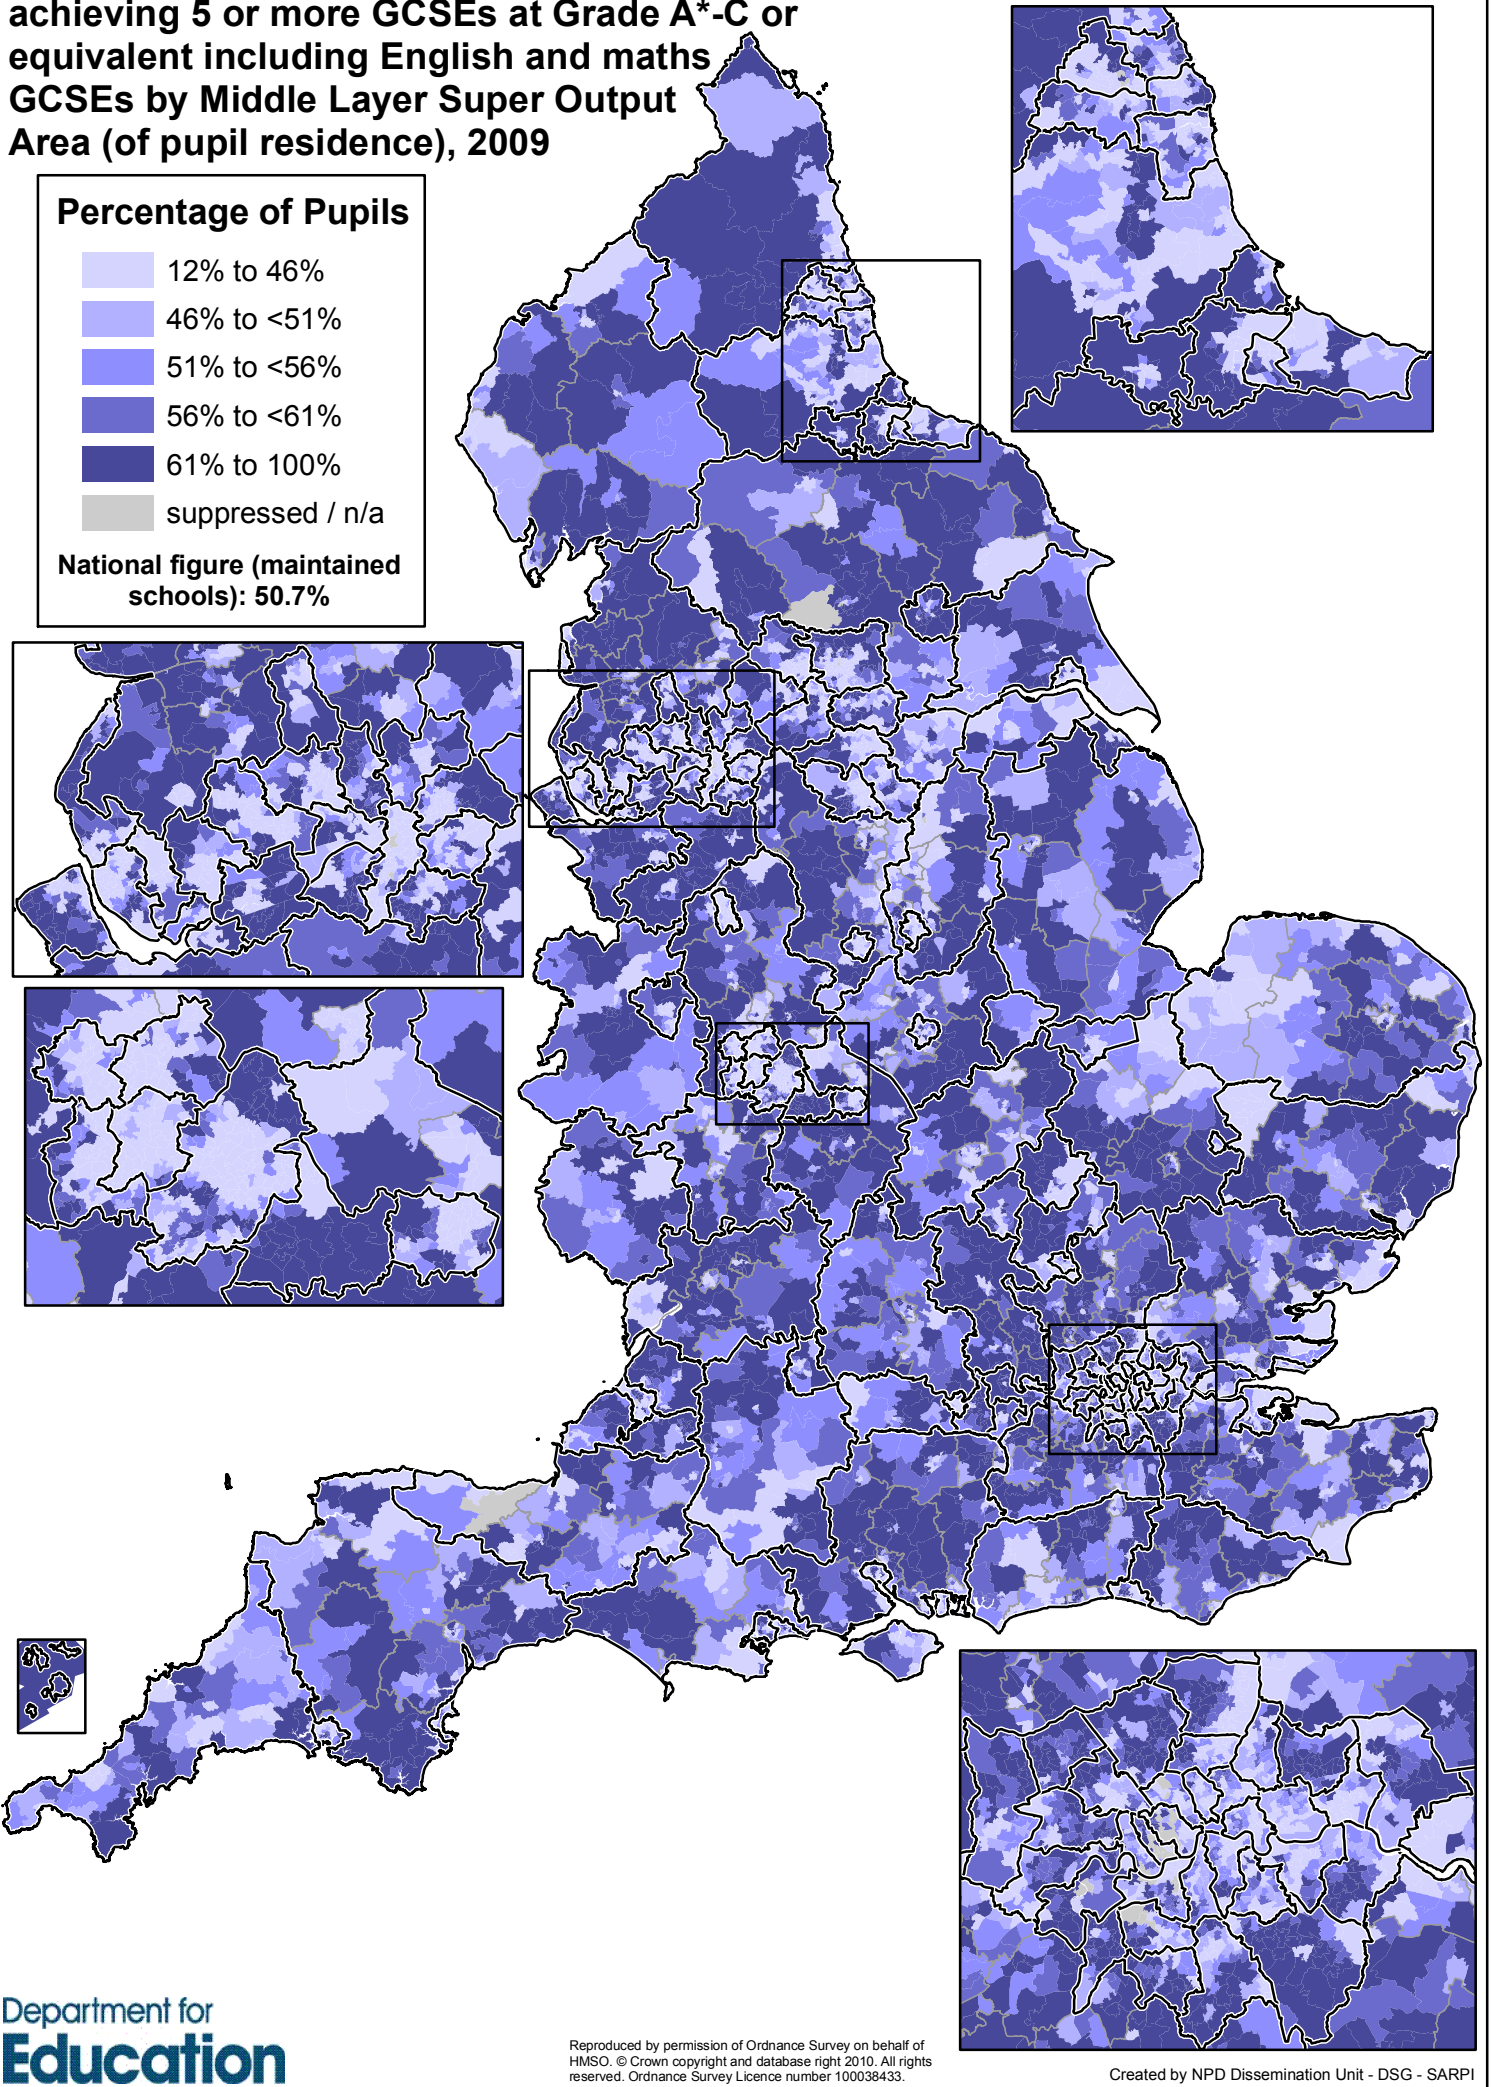 achieving 5 or more GCSEs at Grade A*-C or
equivalent including English and maths
GCSEs by Middle Layer Super Output
Area (of pupil residence), 2009
Percentage of Pupils
12% to 46%
46% to <51%
51% to <56%
56% to <61%
61% to 100%
suppressed / n/a
National figure (maintained
schools): 50.7%
Department for
Education
Reproduced by permission of Ordnance Survey on behalf of
HMSO. © Crown copyright and database right 2010. All rights
reserved. Ordnance Survey Licence number 100038433.
Created by NPD Dissemination Unit - DSG - SARPI